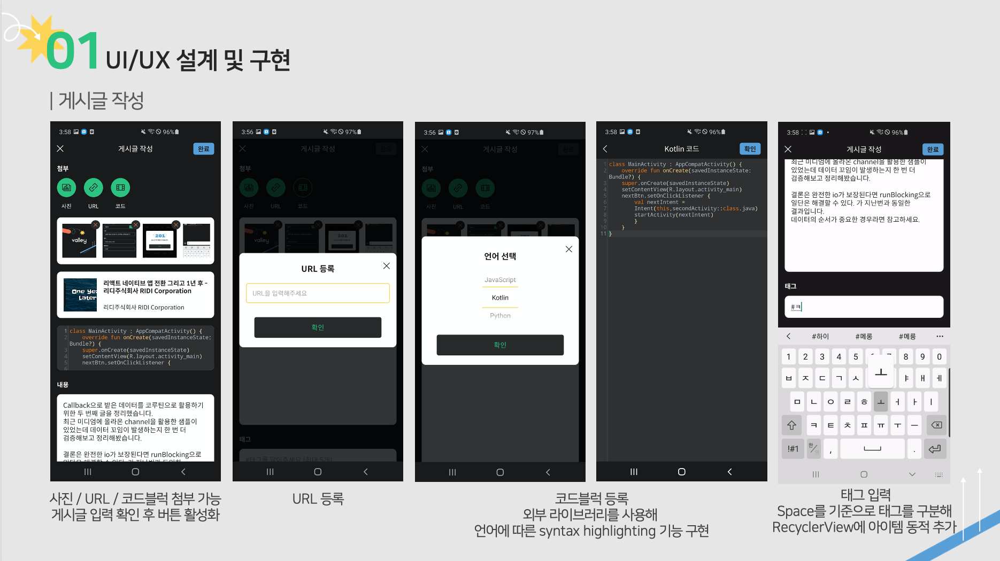 01 UI/UX 설계 및 구현
| 게시글 작성
3:58 96%
게시글 작성 완료
첨부
사진 URL 코드
valley 201
One Year Later
리액트 네이티브 앱 전환 그리고 1년 후 -
리디주식회사 RIDI Corporation
리디주식회사 RIDI Corporation
1 class MainActivity : AppCompatActivity() {
2 override fun onCreate(savedInstanceState:
Bundle?) {
3 super.onCreate(savedInstanceState)
4 setContentView(R.layout.activity_main)
5 nextBtn.setOnClickListener {
6
내용
Callback으로 받은 데이터를 코루틴으로 활용하기
위한 두 번째 글을 정리했습니다.
최근 미디엄에 올라온 channel을 활용한 샘플이
있었는데 데이터 꼬임이 발생하는지 한 번 더
검증해보고 정리해봤습니다.
결론은 완전한 io가 보장된다면 runBlocking으로
사진 / URL / 코드블럭 첨부 가능
게시글 입력 확인 후 버튼 활성화
3:56 97%
게시글 작성 완료
첨부
사진 URL 코드
valley 201
URL 등록
URL을 입력해주세요
확인
태그
#태그를 달아주세요 (최대 5개)
URL 등록
3:56 97%
게시글 작성
첨부
사진 URL 코드
언어 선택
JavaScript
Kotlin
Python
확인
3:58 96%
Kotlin 코드 확인
1 class MainActivity : AppCompatActivity() {
2 override fun onCreate(savedInstanceState:
Bundle?) {
3 super.onCreate(savedInstanceState)
4 setContentView(R.layout.activity_main)
5 nextBtn.setOnClickListener {
6 val nextIntent =
7 Intent(this,secondActivity::class.java)
8 startActivity(nextIntent)
9 }
10 }
11 }
코드블럭 등록
외부 라이브러리를 사용해
언어에 따른 syntax highlighting 기능 구현
3:58 96%
게시글 작성 완료
최근 미디엄에 올라온 channel을 활용한 샘플이
있었는데 데이터 꼬임이 발생하는지 한 번 더
검증해보고 정리해봤습니다.
결론은 완전한 io가 보장된다면 runBlocking으로
일단은 해결할 수 있다. 가 지난번과 동일한
결과입니다.
데이터의 순서가 중요한 경우라면 참고하세요.
태그
#ㅋ
#하이 #메롱 #메룽 ···
1 2 3 4 5 6 7 8 9 0
ㅂ ㅈ ㄷ ㄱ ㅅ ㅗ ㅑ ㅐ ㅔ
ㅁ ㄴ ㅇ ㄹ ㅎ ㅗ ㅓ ㅏ ㅣ
ㅋ ㅌ ㅊ ㅍ ㅠ ㅜ ㅡ
!#1 한/영 , .
태그 입력
Space를 기준으로 태그를 구분해
RecyclerView에 아이템 동적 추가